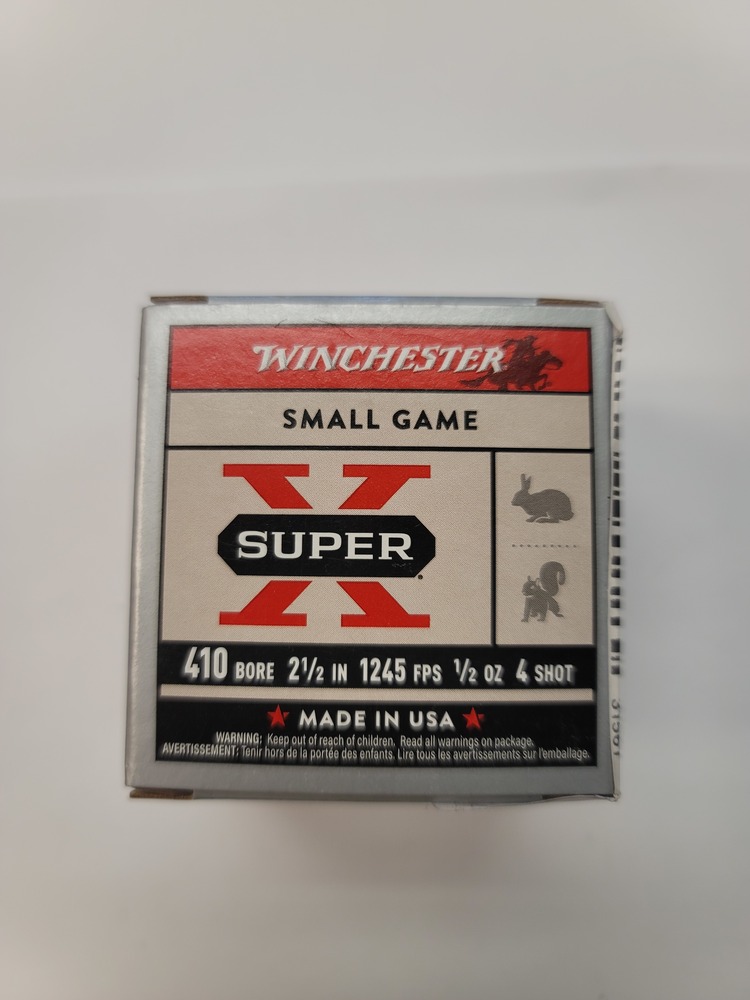 WINCHESTER
SMALL GAME
X
SUPER
410 BORE 2 1/2 IN 1245 FPS 1/2 OZ 4 SHOT
★ MADE IN USA ★
WARNING: Keep out of reach of children. Read all warnings on package.
AVERTISSEMENT: Tenir hors de la portée des enfants. Lire tous les avertissements sur l'emballage.